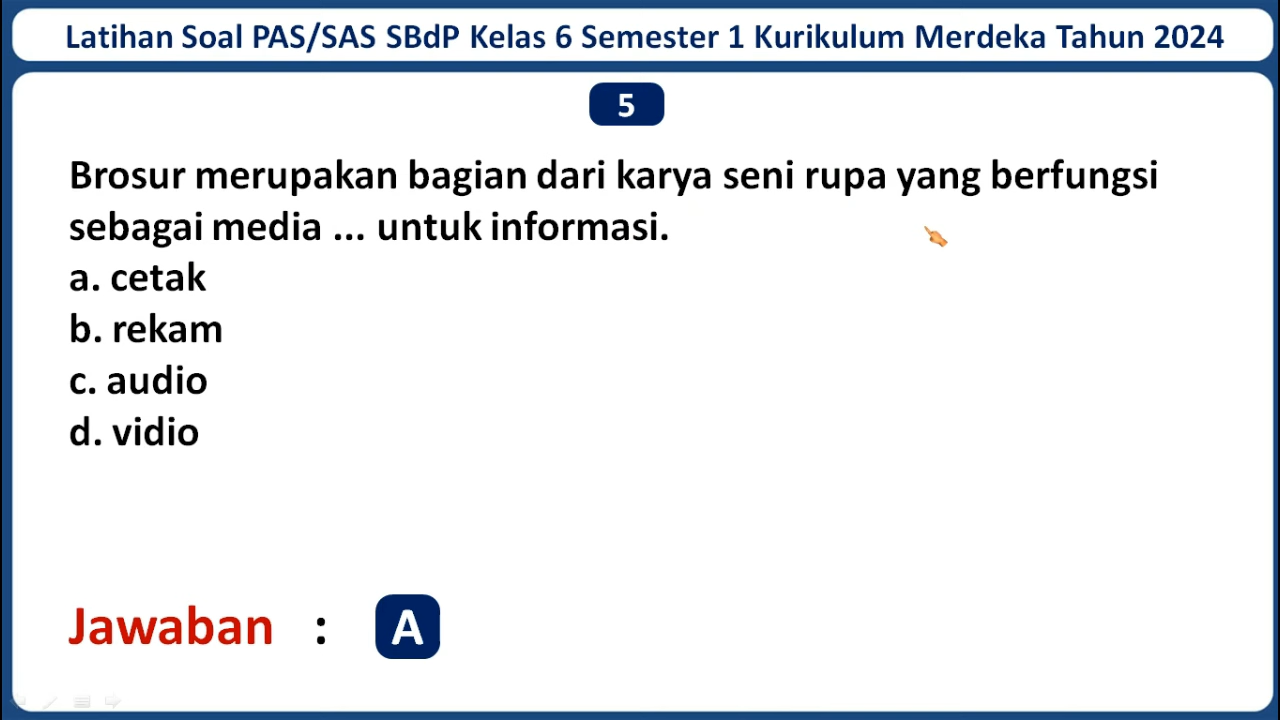 Latihan Soal PAS/SAS SBdP Kelas 6 Semester 1 Kurikulum Merdeka Tahun 2024
5
Brosur merupakan bagian dari karya seni rupa yang berfungsi
sebagai media ... untuk informasi.
a. cetak
b. rekam
c. audio
d. vidio
Jawaban : A